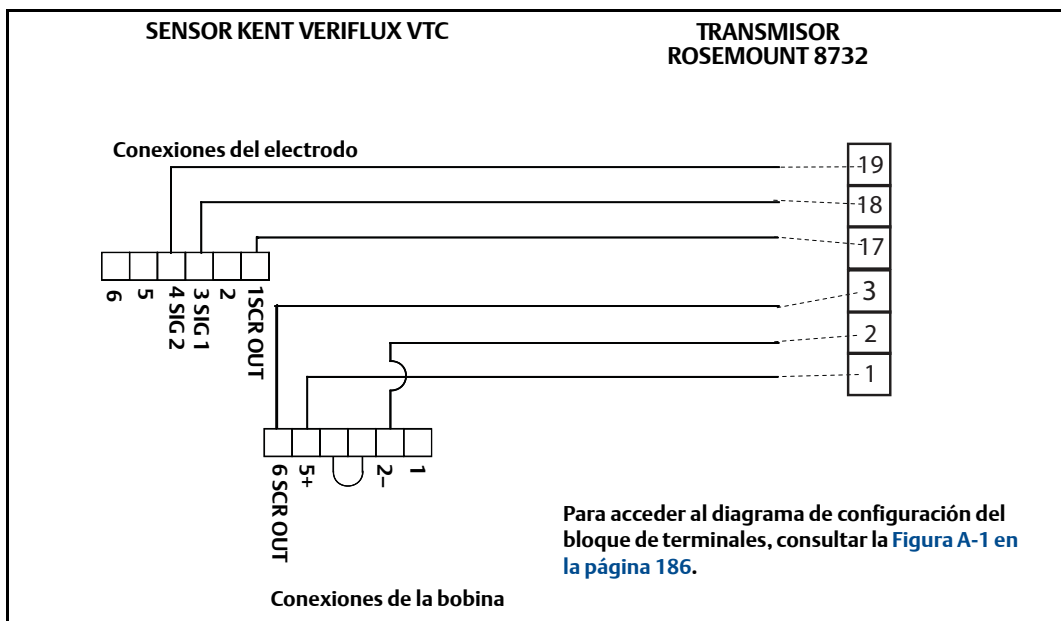 SENSOR KENT VERIFLUX VTC
TRANSMISOR
ROSEMOUNT 8732
Conexiones del electrodo
19
18
17
3
2
1
6
5
4 SIG 2
3 SIG 1
2
1SCR OUT
6 SCR OUT
5+
2–
1
Para acceder al diagrama de configuración del
bloque de terminales, consultar la Figura A-1 en
la página 186.
Conexiones de la bobina